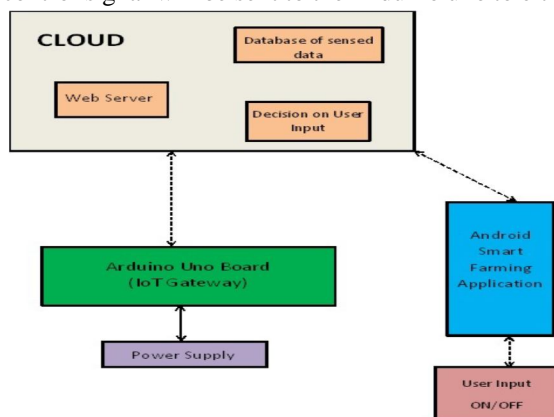 CLOUD
Database of sensed
data
Web Server
Decision on User
Input
Arduino Uno Board
(IoT Gateway)
Android
Smart
Farming
Application
Power Supply
User Input
ON/OFF